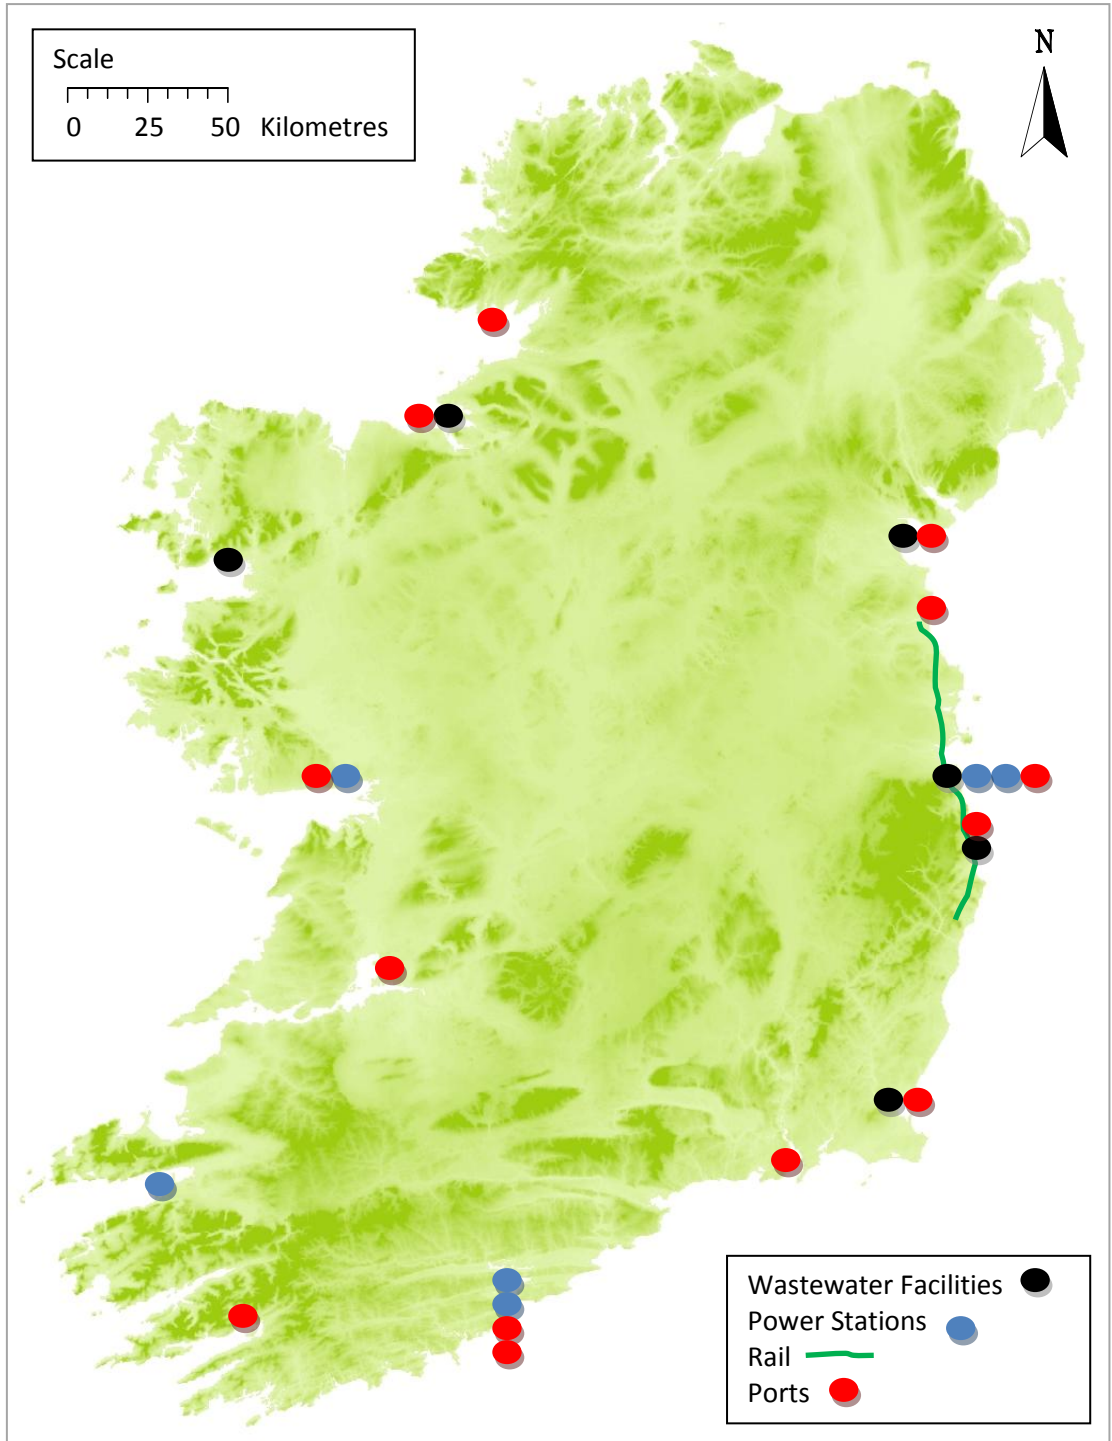 Scale
0 25 50 Kilometres
N
Wastewater Facilities
Power Stations
Rail
Ports